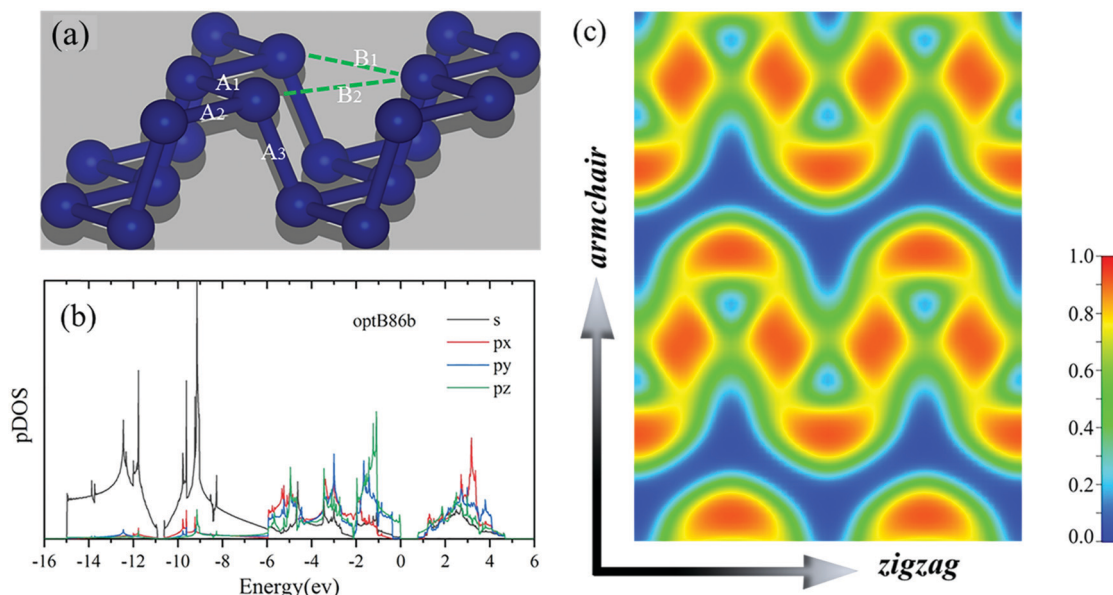 (a)
B1
A1
B2
A2
A3
(b)
optB86b
s
px
py
pz
pDOS
-16 -14 -12 -10 -8 -6 -4 -2 0 2 4 6
Energy(ev)
(c)
armchair
zigzag
1.0
0.8
0.6
0.4
0.2
0.0